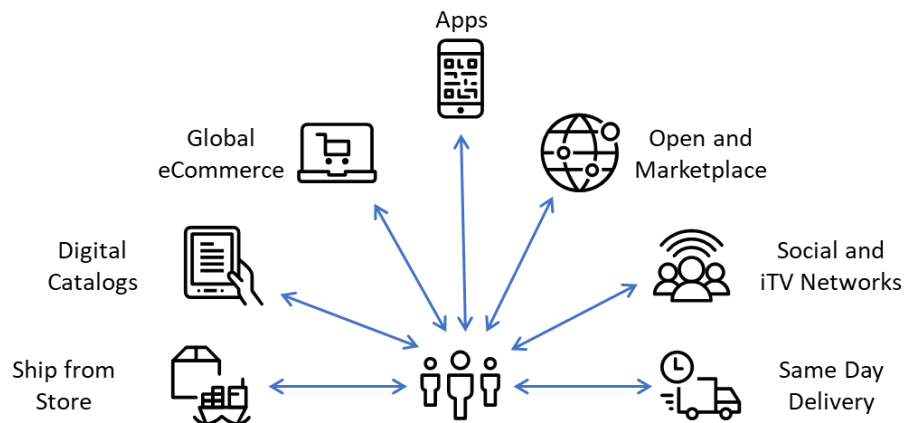 Apps
Global
eCommerce
Open and
Marketplace
Digital
Catalogs
Social and
iTV Networks
Ship from
Store
Same Day
Delivery